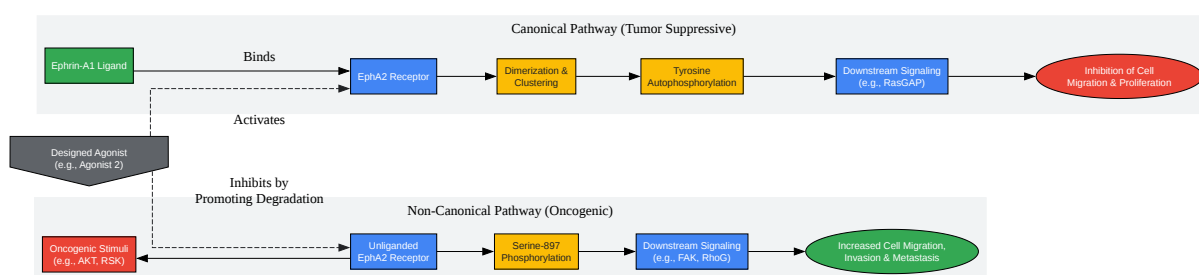 Canonical Pathway (Tumor Suppressive)
Ephrin-A1 Ligand
Binds
EphA2 Receptor
Dimerization &
Clustering
Tyrosine
Autophosphorylation
Downstream Signaling
(e.g., RasGAP)
Inhibition of Cell
Migration & Proliferation
Activates
Designed Agonist
(e.g., Agonist 2)
Inhibits by
Promoting Degradation
Non-Canonical Pathway (Oncogenic)
Oncogenic Stimuli
(e.g., AKT, RSK)
Unliganded
EphA2 Receptor
Serine-897
Phosphorylation
Downstream Signaling
(e.g., FAK, RhoG)
Increased Cell Migration,
Invasion & Metastasis